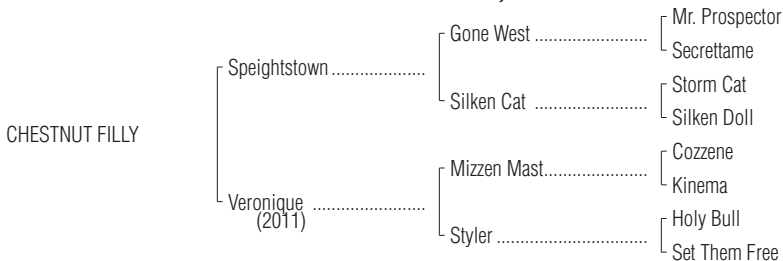 Mr. Prospector
Gone West ........................
Secrettame
Speightstown ....................
Storm Cat
Silken Cat ........................
Silken Doll
CHESTNUT FILLY
Cozzene
Mizzen Mast......................
Kinema
Veronique ........................
(2011)
Holy Bull
Styler ................................
Set Them Free